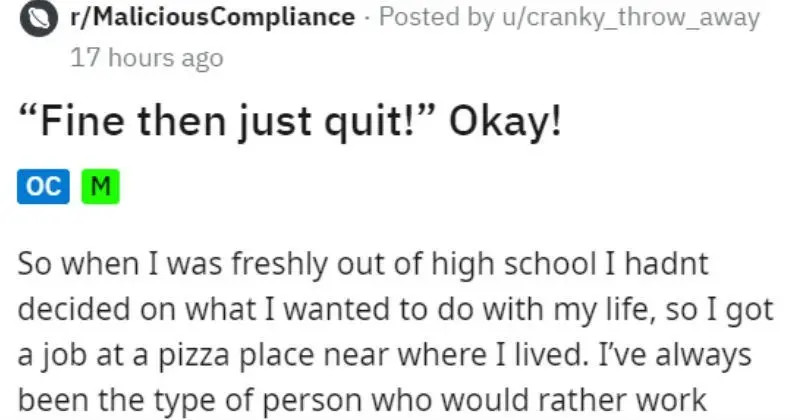 r/MaliciousCompliance · Posted by u/cranky_throw_away
17 hours ago
“Fine then just quit!” Okay!
OC M
So when I was freshly out of high school I hadnt
decided on what I wanted to do with my life, so I got
a job at a pizza place near where I lived. I’ve always
been the type of person who would rather work